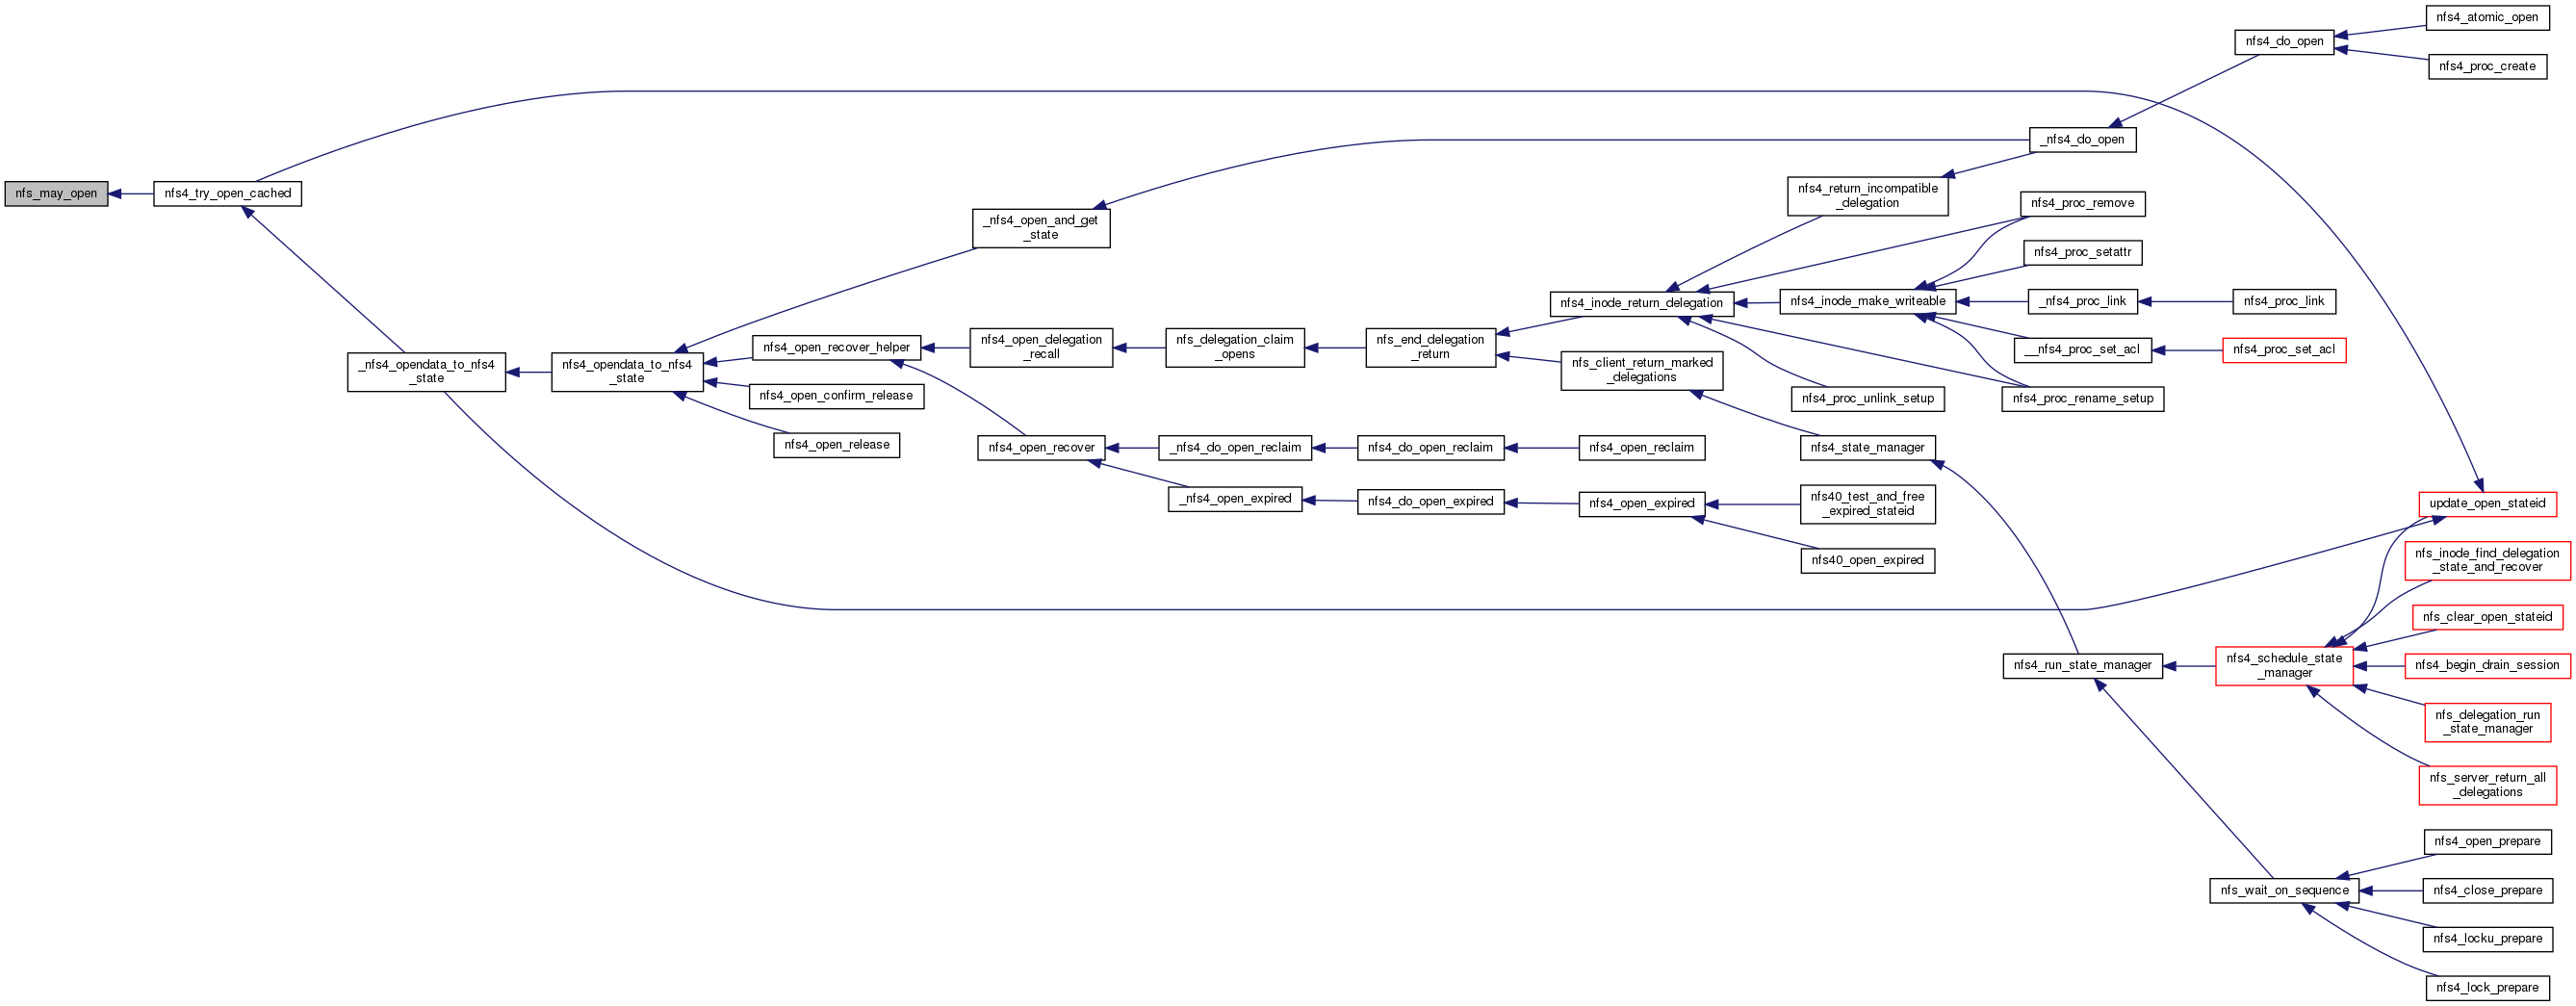 nfs4_atomic_open
nfs4_do_open
nfs4_proc_create
_nfs4_do_open
nfs_may_open
nfs4_try_open_cached
nfs4_return_incompatible
_delegation
nfs4_proc_remove
_nfs4_open_and_get
_state
nfs4_proc_setattr
nfs4_inode_return_delegation
nfs4_inode_make_writeable
_nfs4_proc_link
nfs4_proc_link
nfs4_open_recover_helper
nfs4_open_delegation
_recall
nfs_delegation_claim
_opens
nfs_end_delegation
_return
__nfs4_proc_set_acl
nfs4_proc_set_acl
_nfs4_opendata_to_nfs4
_state
nfs4_opendata_to_nfs4
_state
nfs_client_return_marked
_delegations
nfs4_open_confirm_release
nfs4_proc_unlink_setup
nfs4_proc_rename_setup
nfs4_open_release
nfs4_open_recover
_nfs4_do_open_reclaim
nfs4_do_open_reclaim
nfs4_open_reclaim
nfs4_state_manager
_nfs4_open_expired
nfs4_do_open_expired
nfs4_open_expired
nfs40_test_and_free
_expired_stateid
update_open_stateid
nfs40_open_expired
nfs_inode_find_delegation
_state_and_recover
nfs_clear_open_stateid
nfs4_run_state_manager
nfs4_schedule_state
_manager
nfs4_begin_drain_session
nfs_delegation_run
_state_manager
nfs_server_return_all
_delegations
nfs4_open_prepare
nfs_wait_on_sequence
nfs4_close_prepare
nfs4_locku_prepare
nfs4_lock_prepare